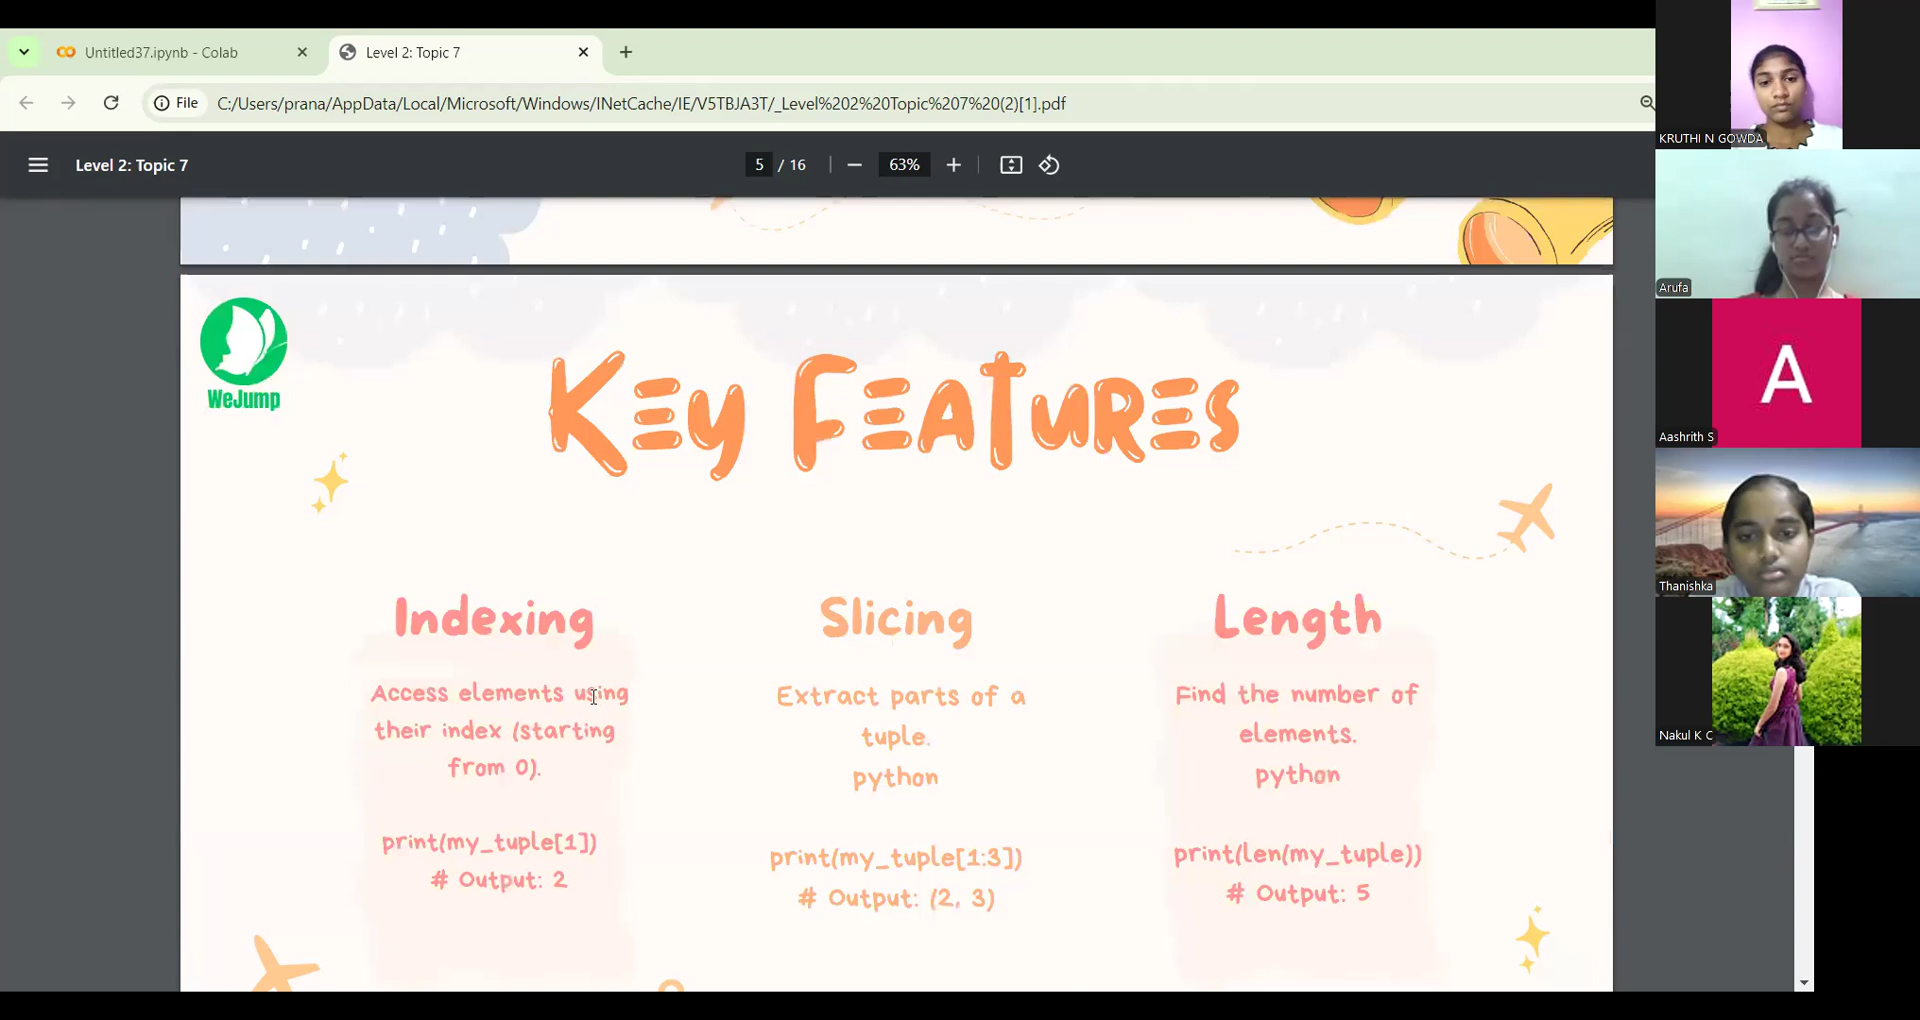 Untitled37.ipynb - Colab
Level 2: Topic 7
File
C:/Users/prana/AppData/Local/Microsoft/Windows/INetCache/IE/V5TBJA3T/_Level%202%20Topic%207%20(2)[1].pdf
Level 2: Topic 7
5 / 16
63%
WeJump
Key Features
Indexing
Access elements using
their index (starting
from 0).
print(my_tuple[1])
# Output: 2
Slicing
Extract parts of a
tuple.
python
print(my_tuple[1:3])
# Output: (2, 3)
Length
Find the number of
elements.
python
print(len(my_tuple))
# Output: 5
KRUTHI N GOWDA
Arufa
A
Aashrith S
Thanishka
Nakul K C